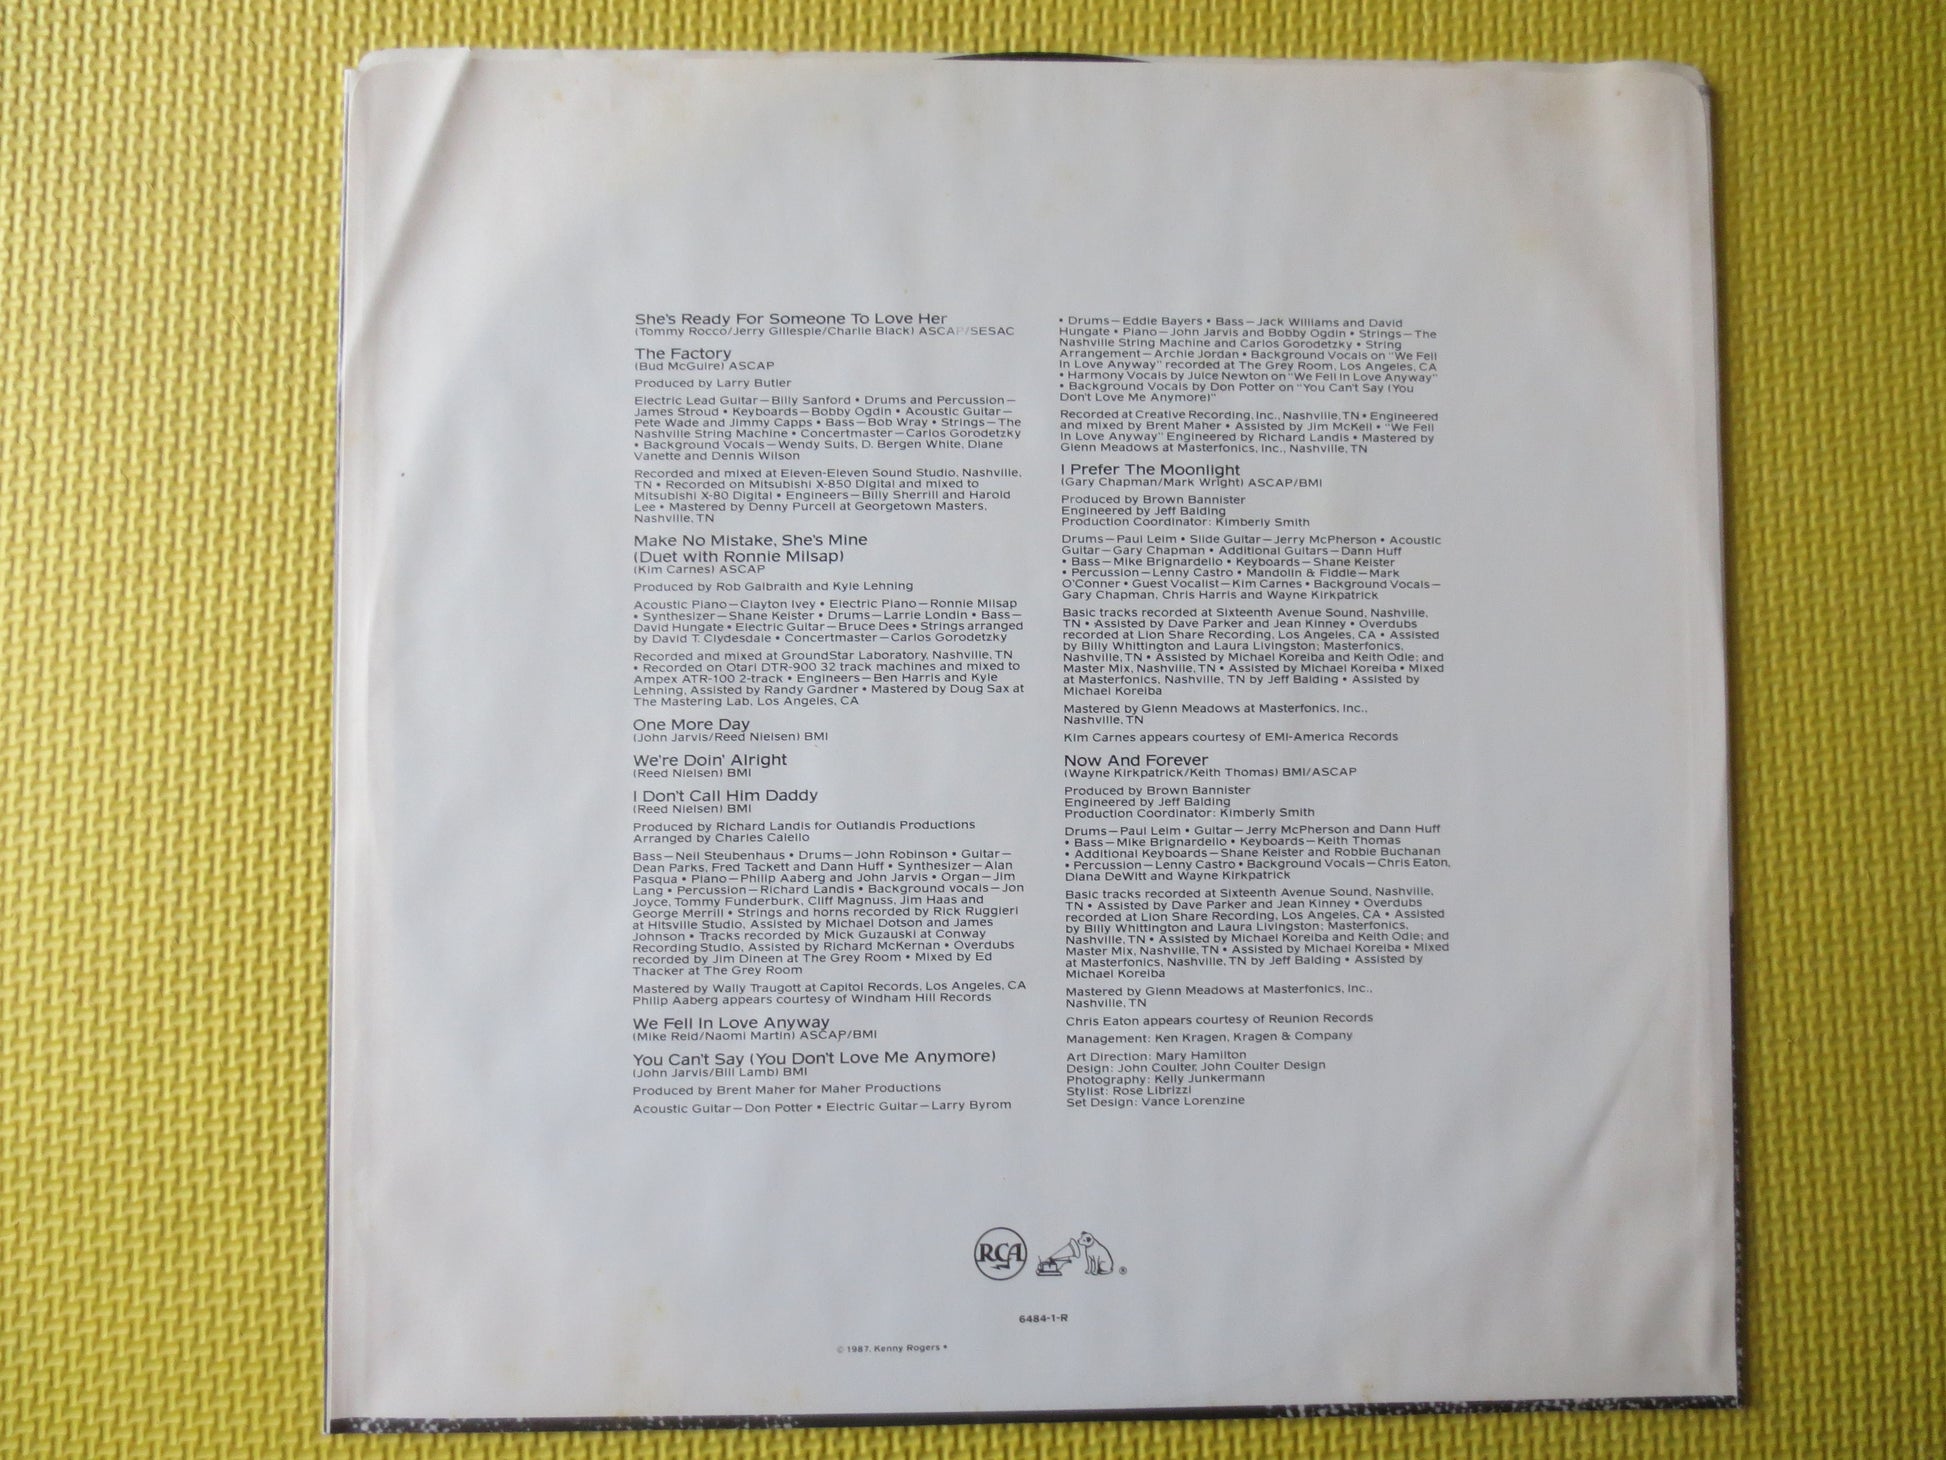 She's Ready For Someone To Love Her
(Tommy Rocco/Jerry Gillespie/Charlie Black) ASCAP/SESAC
The Factory
(Bud McGuire) ASCAP
Produced by Larry Butler
Electric Lead Guitar—Billy Sanford • Drums and Percussion—
James Stroud • Keyboards—Bobby Ogdin • Acoustic Guitar—
Pete Wade and Jimmy Capps • Bass—Bob Wray • Strings—The
Nashville String Machine • Concertmaster—Carlos Gorodetzky
• Background Vocals—Wendy Suits, D. Bergen White, Diane
Vanette and Dennis Wilson
Recorded and mixed at Eleven-Eleven Sound Studio, Nashville,
TN • Recorded on Mitsubishi X-850 Digital and mixed to
Mitsubishi X-80 Digital • Engineers—Billy Sherrill and Harold
Lee • Mastered by Denny Purcell at Georgetown Masters,
Nashville, TN
Make No Mistake, She's Mine
(Duet with Ronnie Milsap)
(Kim Carnes) ASCAP
Produced by Rob Galbraith and Kyle Lehning
Acoustic Piano—Clayton Ivey • Electric Piano—Ronnie Milsap
• Synthesizer—Shane Keister • Drums—Larrie Londin • Bass—
David Hungate • Electric Guitar—Bruce Dees • Strings arranged
by David T. Clydesdale • Concertmaster—Carlos Gorodetzky
Recorded and mixed at GroundStar Laboratory, Nashville, TN
• Recorded on Otari DTR-900 32 track machines and mixed to
Ampex ATR-100 2-track • Engineers—Ben Harris and Kyle
Lehning, Assisted by Randy Gardner • Mastered by Doug Sax at
The Mastering Lab, Los Angeles, CA
One More Day
(John Jarvis/Reed Nielsen) BMI
We're Doin' Alright
(Reed Nielsen) BMI
I Don't Call Him Daddy
(Reed Nielsen) BMI
Produced by Richard Landis for Outlandis Productions
Arranged by Charles Calello
Bass—Neil Steubenhaus • Drums—John Robinson • Guitar—
Dean Parks, Fred Tackett and Dann Huff • Synthesizer—Alan
Pasqua • Piano—Philip Aaberg and John Jarvis • Organ—Jim
Lang • Percussion—Richard Landis • Background vocals—Jon
Joyce, Tommy Funderburk, Cliff Magnuss, Jim Haas and
George Merrill • Strings and horns recorded by Rick Ruggieri
at Hitsville Studio, Assisted by Michael Dotson and James
Johnson • Tracks recorded by Mick Guzauski at Conway
Recording Studio, Assisted by Richard McKernan • Overdubs
recorded by Jim Dineen at The Grey Room • Mixed by Ed
Thacker at The Grey Room
Mastered by Wally Traugott at Capitol Records, Los Angeles, CA
Philip Aaberg appears courtesy of Windham Hill Records
We Fell In Love Anyway
(Mike Reid/Naomi Martin) ASCAP/BMI
You Can't Say (You Don't Love Me Anymore)
(John Jarvis/Bill Lamb) BMI
Produced by Brent Maher for Maher Productions
Acoustic Guitar—Don Potter • Electric Guitar—Larry Byrom
• Drums—Eddie Bayers • Bass—Jack Williams and David
Hungate • Piano—John Jarvis and Bobby Ogdin • Strings—The
Nashville String Machine and Carlos Gorodetzky • String
Arrangement—Archie Jordan • Background Vocals on "We Fell
In Love Anyway" recorded at The Grey Room, Los Angeles, CA
• Harmony Vocals by Juice Newton on "We Fell In Love Anyway"
• Background Vocals by Don Potter on "You Can't Say (You
Don't Love Me Anymore)"
Recorded at Creative Recording, Inc., Nashville, TN • Engineered
and mixed by Brent Maher • Assisted by Jim McKell • "We Fell
In Love Anyway" Engineered by Richard Landis • Mastered by
Glenn Meadows at Masterfonics, Inc., Nashville, TN
I Prefer The Moonlight
(Gary Chapman/Mark Wright) ASCAP/BMI
Produced by Brown Bannister
Engineered by Jeff Balding
Production Coordinator: Kimberly Smith
Drums—Paul Leim • Slide Guitar—Jerry McPherson • Acoustic
Guitar—Gary Chapman • Additional Guitars—Dann Huff
• Bass—Mike Brignardello • Keyboards—Shane Keister
• Percussion—Lenny Castro • Mandolin & Fiddle—Mark
O'Conner • Guest Vocalist—Kim Carnes • Background Vocals—
Gary Chapman, Chris Harris and Wayne Kirkpatrick
Basic tracks recorded at Sixteenth Avenue Sound, Nashville,
TN • Assisted by Dave Parker and Jean Kinney • Overdubs
recorded at Lion Share Recording, Los Angeles, CA • Assisted
by Billy Whittington and Laura Livingston; Masterfonics,
Nashville, TN • Assisted by Michael Koreiba and Keith Odle; and
Master Mix, Nashville, TN • Assisted by Michael Koreiba • Mixed
at Masterfonics, Nashville, TN by Jeff Balding • Assisted by
Michael Koreiba
Mastered by Glenn Meadows at Masterfonics, Inc.,
Nashville, TN
Kim Carnes appears courtesy of EMI-America Records
Now And Forever
(Wayne Kirkpatrick/Keith Thomas) BMI/ASCAP
Produced by Brown Bannister
Engineered by Jeff Balding
Production Coordinator: Kimberly Smith
Drums—Paul Leim • Guitar—Jerry McPherson and Dann Huff
• Bass—Mike Brignardello • Keyboards—Keith Thomas
• Additional Keyboards—Shane Keister and Robbie Buchanan
• Percussion—Lenny Castro • Background Vocals—Chris Eaton,
Diana DeWitt and Wayne Kirkpatrick
Basic tracks recorded at Sixteenth Avenue Sound, Nashville,
TN • Assisted by Dave Parker and Jean Kinney • Overdubs
recorded at Lion Share Recording, Los Angeles, CA • Assisted
by Billy Whittington and Laura Livingston; Masterfonics,
Nashville, TN • Assisted by Michael Koreiba and Keith Odle; and
Master Mix, Nashville, TN • Assisted by Michael Koreiba • Mixed
at Masterfonics, Nashville, TN by Jeff Balding • Assisted by
Michael Koreiba
Mastered by Glenn Meadows at Masterfonics, Inc.,
Nashville, TN
Chris Eaton appears courtesy of Reunion Records
Management: Ken Kragen, Kragen & Company
Art Direction: Mary Hamilton
Design: John Coulter, John Coulter Design
Photography: Kelly Junkermann
Stylist: Rose Librizzi
Set Design: Vance Lorenzine
RCA ®
6484-1-R
© 1987, Kenny Rogers •